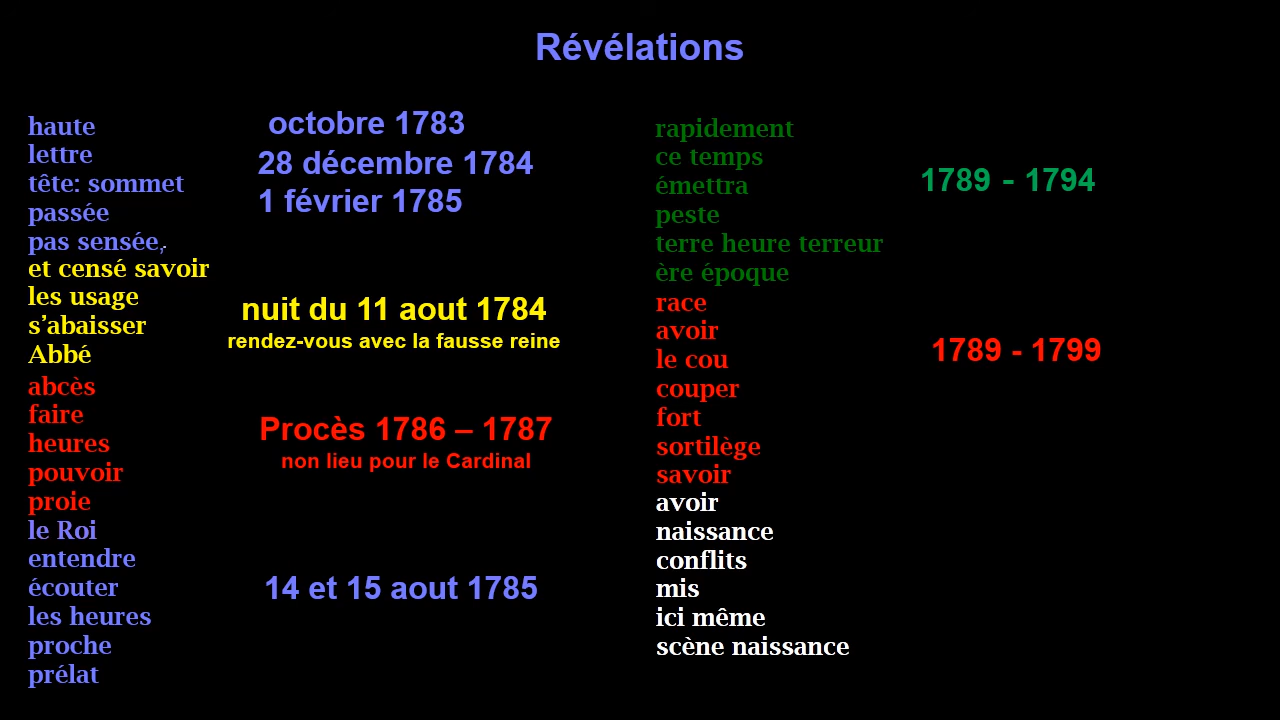 Révélations
haute
lettre
tête: sommet
passée
pas sensée,.
et censé savoir
les usage
s'abaisser
Abbé
abcès
faire
heures
pouvoir
proie
le Roi
entendre
écouter
les heures
proche
prélat
octobre 1783
28 décembre 1784
1 février 1785
nuit du 11 aout 1784
rendez-vous avec la fausse reine
Procès 1786 – 1787
non lieu pour le Cardinal
14 et 15 aout 1785
rapidement
ce temps
émettra
peste
terre heure terreur
ère époque
race
avoir
le cou
couper
fort
sortilège
savoir
avoir
naissance
conflits
mis
ici même
scène naissance
1789 - 1794
1789 - 1799